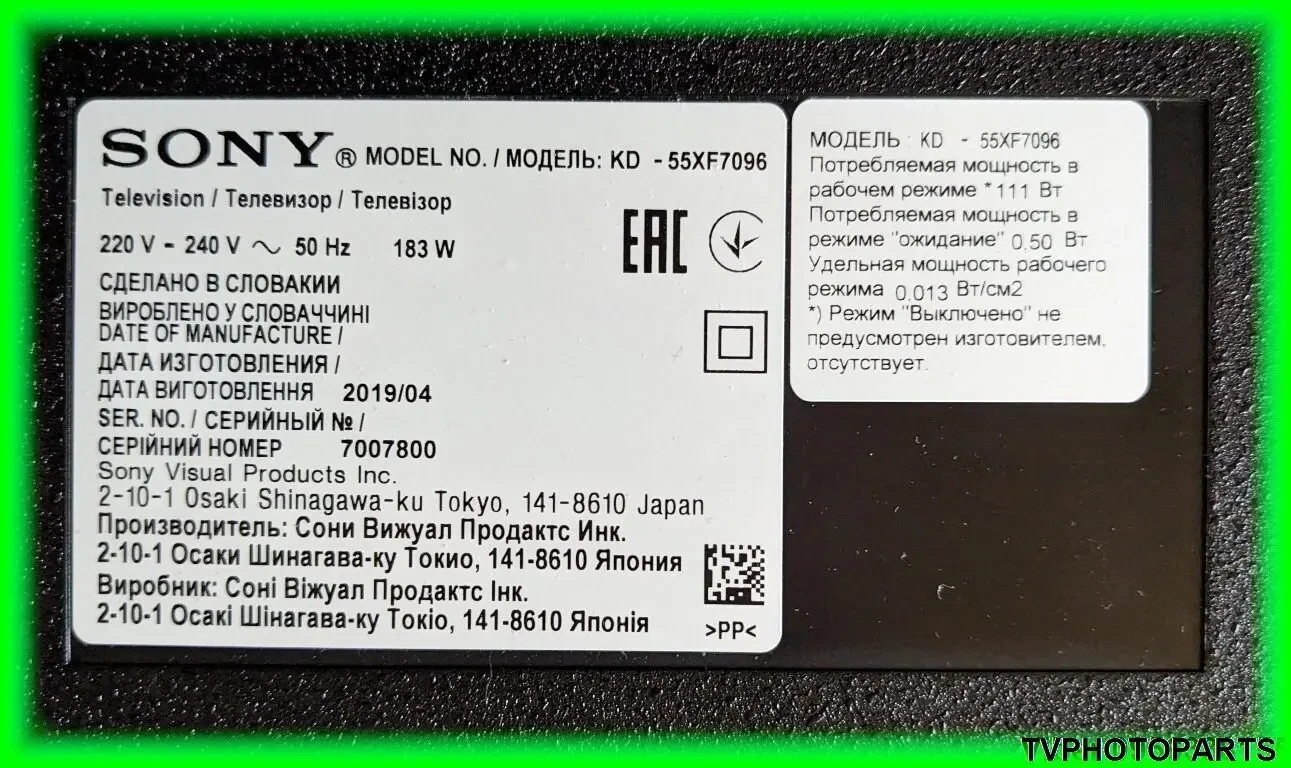 SONY® MODEL NO. / МОДЕЛЬ: KD - 55XF7096
Television / Телевизор / Телевізор
220 V - 240 V ~ 50 Hz 183 W
СДЕЛАНО В СЛОВАКИИ
ВИРОБЛЕНО У СЛОВАЧЧИНІ
DATE OF MANUFACTURE /
ДАТА ИЗГОТОВЛЕНИЯ /
ДАТА ВИГОТОВЛЕННЯ 2019/04
SER. NO. / СЕРИЙНЫЙ № /
СЕРІЙНИЙ НОМЕР 7007800
Sony Visual Products Inc.
2-10-1 Osaki Shinagawa-ku Tokyo, 141-8610 Japan
Производитель: Сони Вижуал Продактс Инк.
2-10-1 Осаки Шинагава-ку Токио, 141-8610 Япония
Виробник: Соні Віжуал Продактс Інк.
2-10-1 Осакі Шінагава-ку Токіо, 141-8610 Японія
EAC
>PP<
МОДЕЛЬ : KD - 55XF7096
Потребляемая мощность в
рабочем режиме *111 Вт
Потребляемая мощность в
режиме "ожидание" 0.50 Вт
Удельная мощность рабочего
режима 0.013 Вт/см2
*) Режим "Выключено" не
предусмотрен изготовителем,
отсутствует.
TVPHOTOPARTS